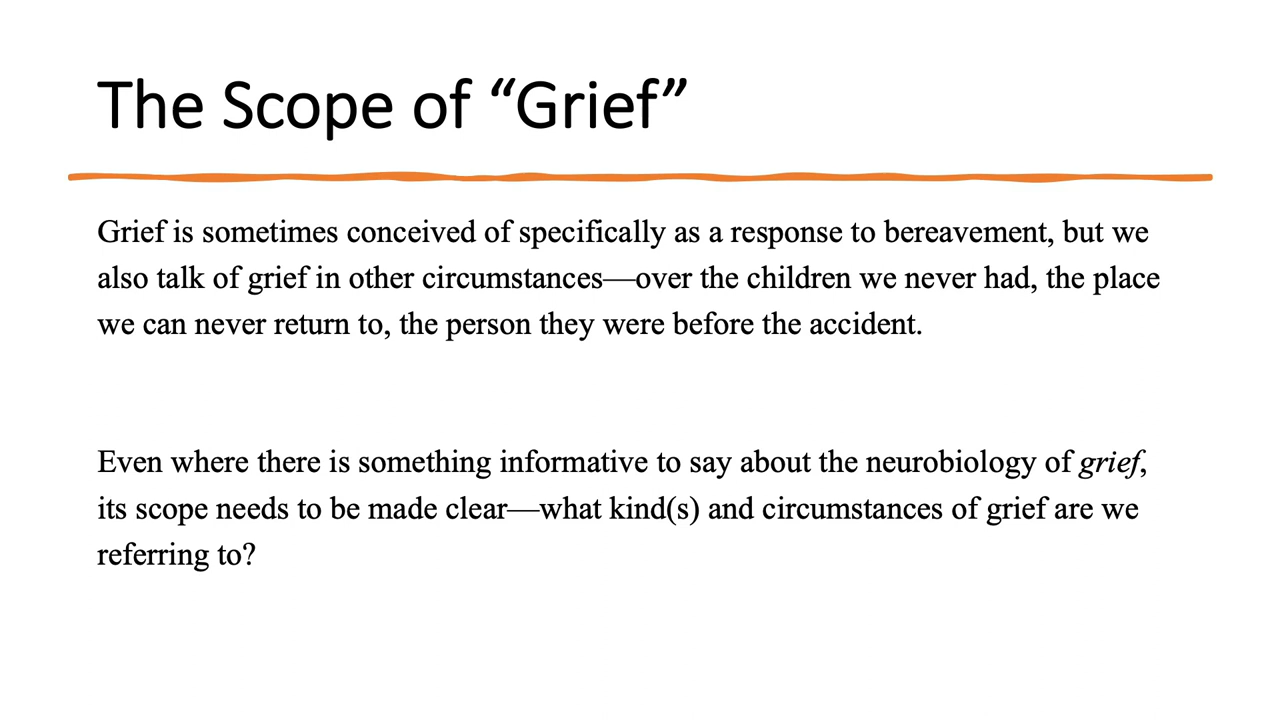 The Scope of “Grief”
Grief is sometimes conceived of specifically as a response to bereavement, but we
also talk of grief in other circumstances—over the children we never had, the place
we can never return to, the person they were before the accident.
Even where there is something informative to say about the neurobiology of grief,
its scope needs to be made clear—what kind(s) and circumstances of grief are we
referring to?